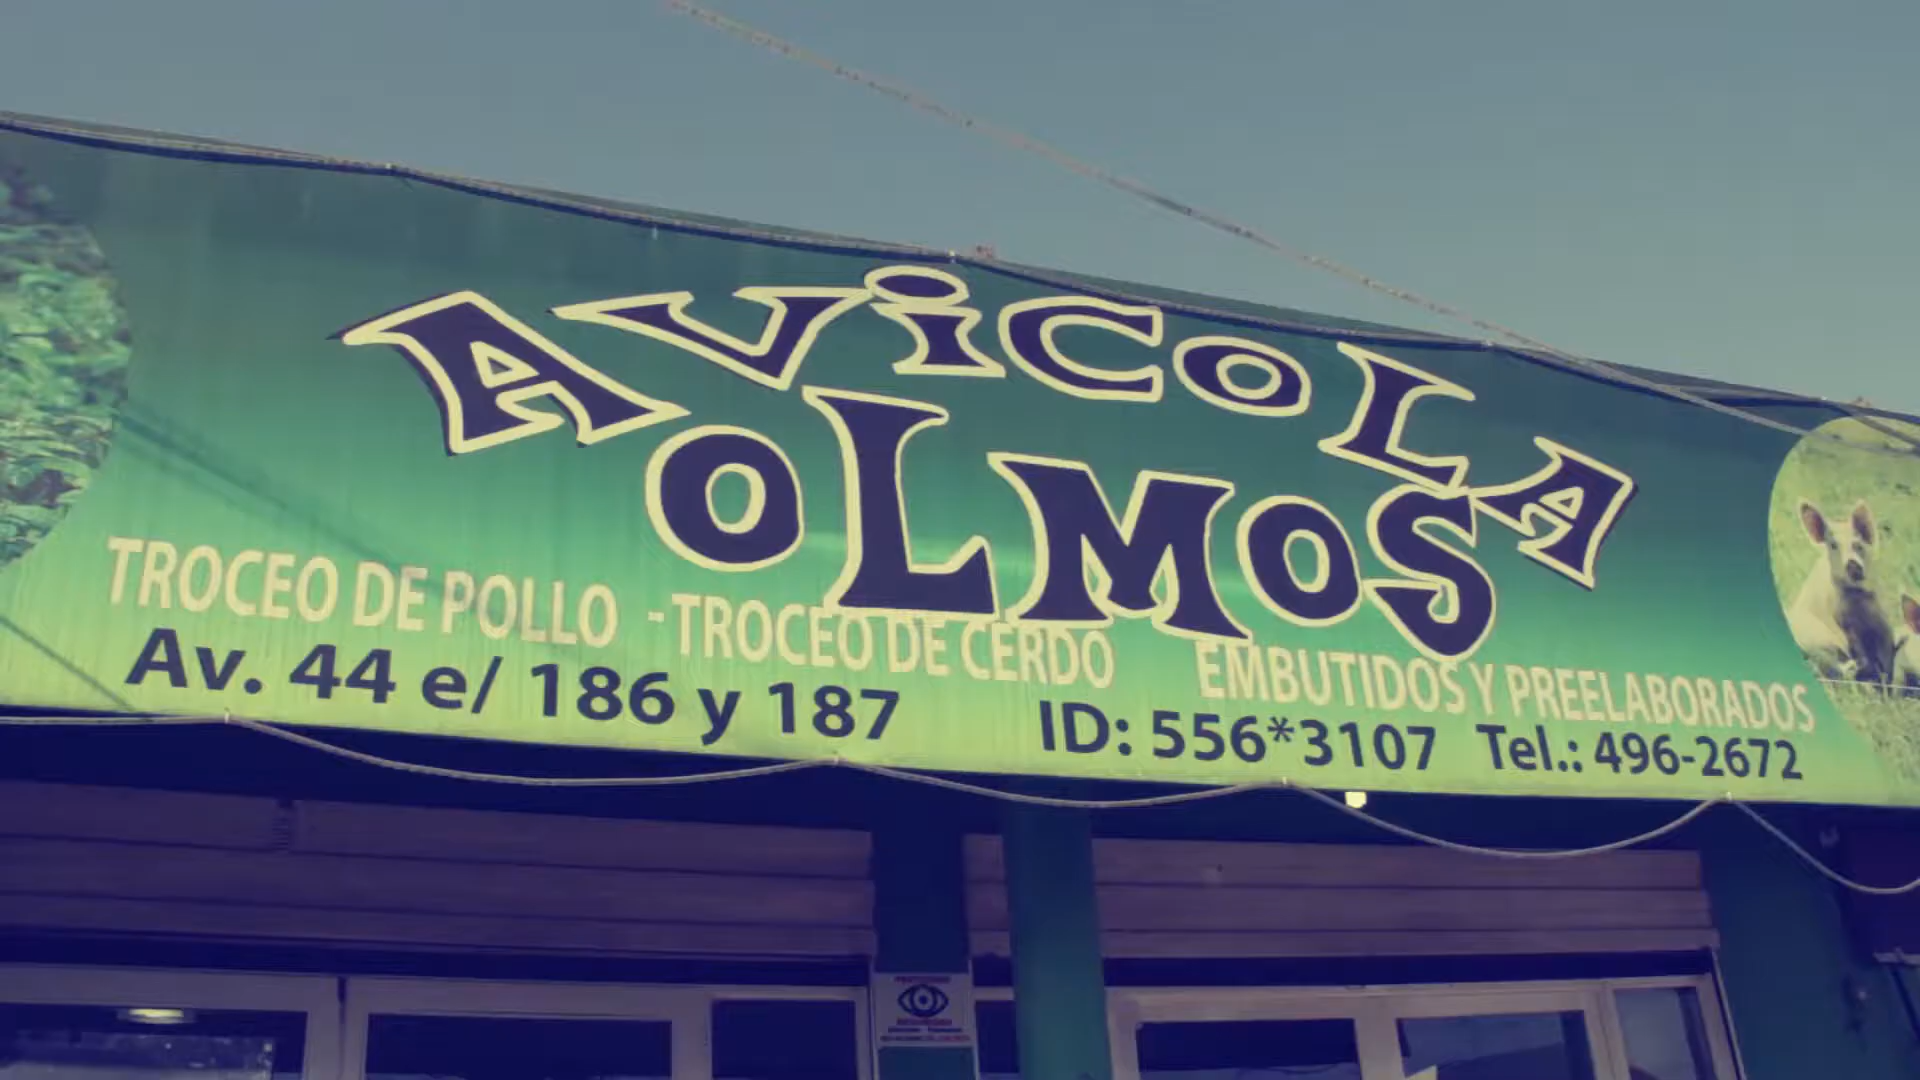 AViCOLA
OLMOS
TROCEO DE POLLO - TROCEO DE CERDO EMBUTIDOS Y PREELABORADOS
Av. 44 e/ 186 y 187 ID: 556*3107 Tel.: 496-2672